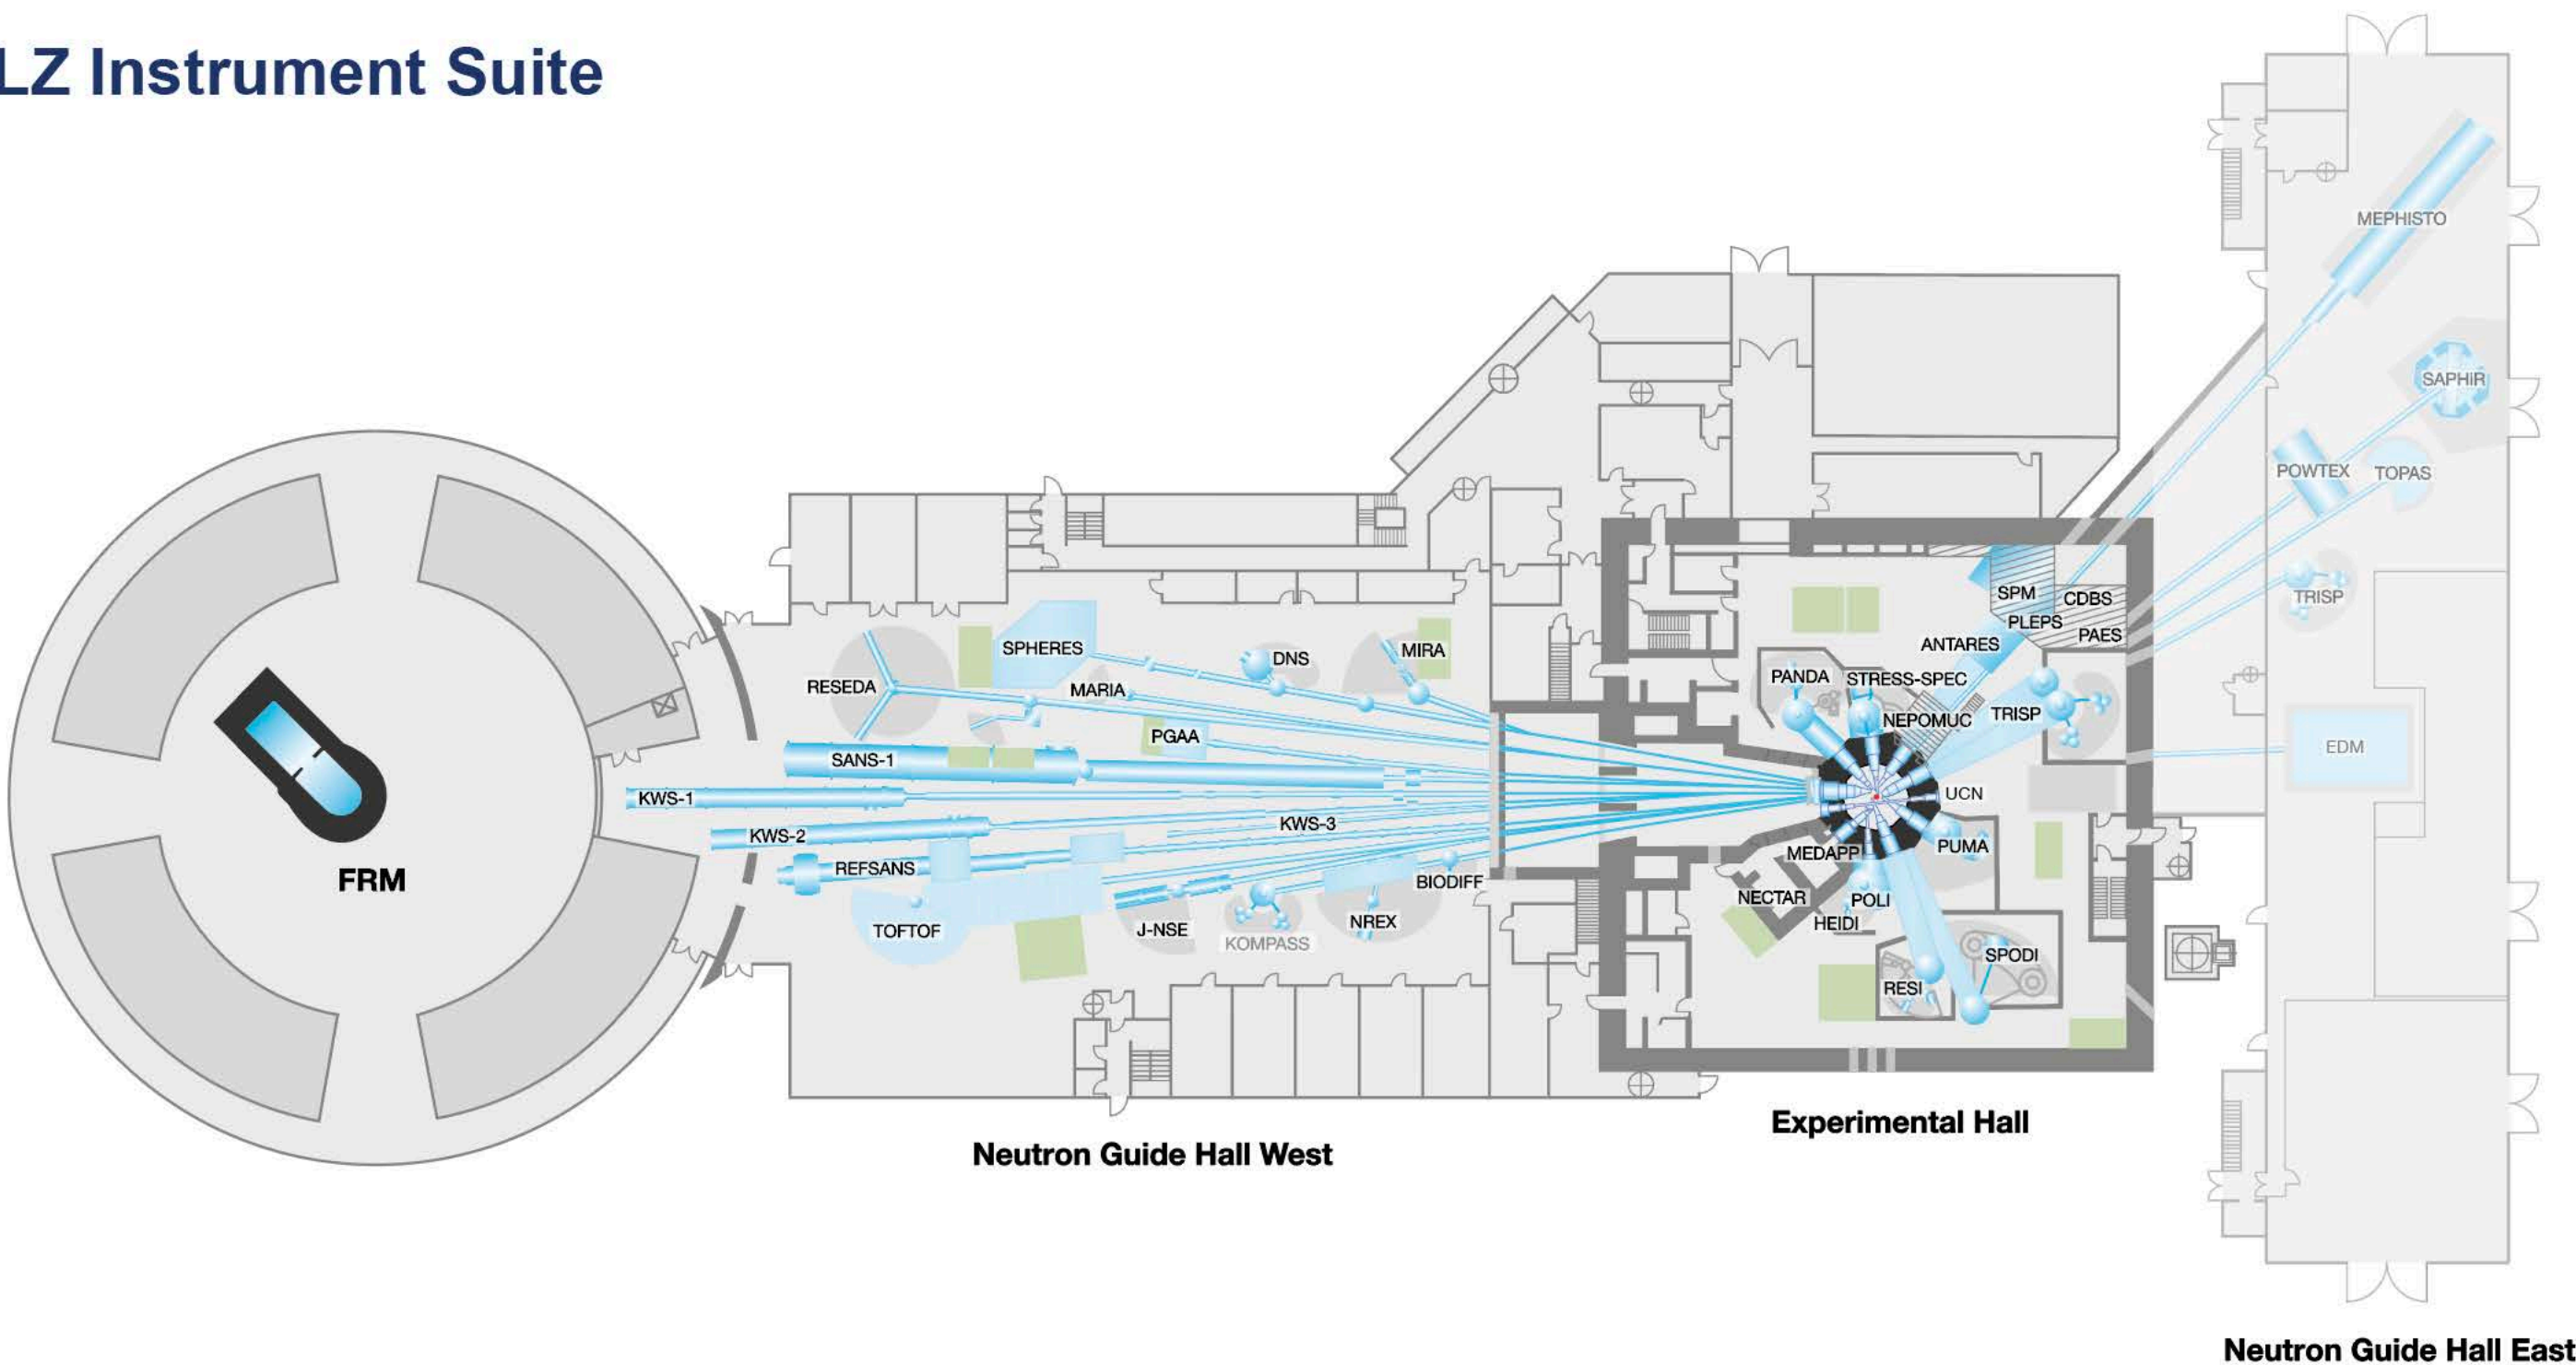 LZ Instrument Suite
MEPHISTO
SAPHiR
POWTEX
TOPAS
TRISP
EDM
SPM
CDBS
PLEPS
PAES
ANTARES
PANDA
STRESS-SPEC
NEPOMUC
TRISP
UCN
PUMA
MEDAPP
NECTAR
POLI
HEIDI
SPODI
RESI
SPHERES
DNS
MIRA
RESEDA
MARIA
PGAA
SANS-1
KWS-1
KWS-2
KWS-3
REFSANS
BIODIFF
TOFTOF
J-NSE
KOMPASS
NREX
FRM
Experimental Hall
Neutron Guide Hall West
Neutron Guide Hall East